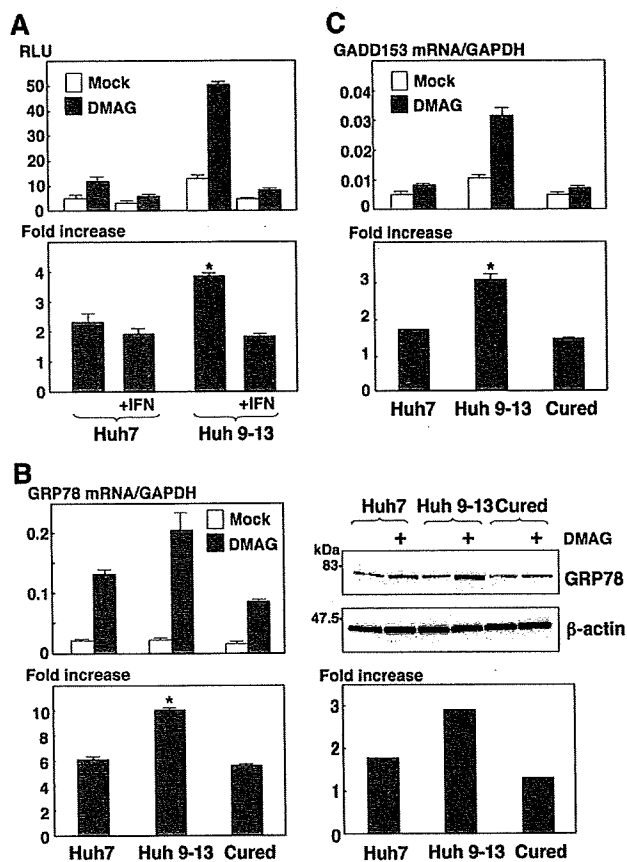 A
RLU
50
40
30
20
10
0
Mock
DMAG
Fold increase
4
3
2
1
0
+IFN +IFN
Huh7 Huh 9-13
*
C
GADD153 mRNA/GAPDH
0.04
0.03
0.02
0.01
0
Mock
DMAG
Fold increase
3
2
1
0
*
Huh7 Huh 9-13 Cured
B
GRP78 mRNA/GAPDH
0.2
0.1
0
Mock
DMAG
Fold increase
10
8
6
4
2
0
*
Huh7 Huh 9-13 Cured
Huh7 Huh 9-13 Cured
+ + + DMAG
kDa
83-
GRP78
47.5-
β-actin
Fold increase
3
2
1
0
Huh7 Huh 9-13 Cured